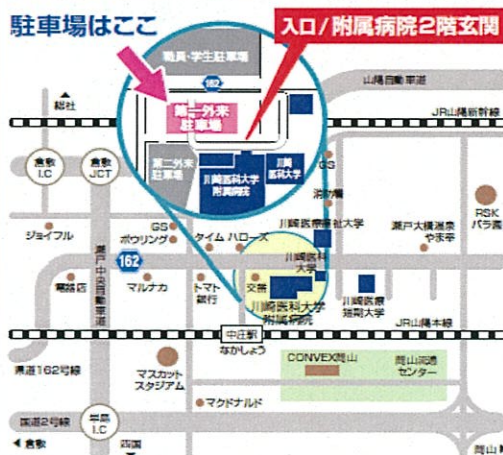 駐車場はここ
入口/附属病院2階玄関
職員・学生駐車場
162
第一外来
駐車場
第二外来
駐車場
川崎医科大学
附属病院
川崎
医科大学
総社
山陽自動車道
JR山陽新幹線
倉敷
I.C
倉敷
JCT
GS
消防署
RSK
バラ園
ジョイフル
GS
ボウリング
タイム
ハローズ
川崎医療福祉大学
瀬戸大橋温泉
やま幸
162
瀬戸中央自動車道
川崎医科
大学
電器店
マルナカ
トマト
銀行
交番
川崎医科大学
附属病院
川崎医療
短期大学
中庄駅
なかしょう
JR山陽本線
県道162号線
マスカット
スタジアム
CONVEX岡山
岡山流通
センター
マクドナルド
国道2号線
早島
I.C
倉敷
四国
岡山